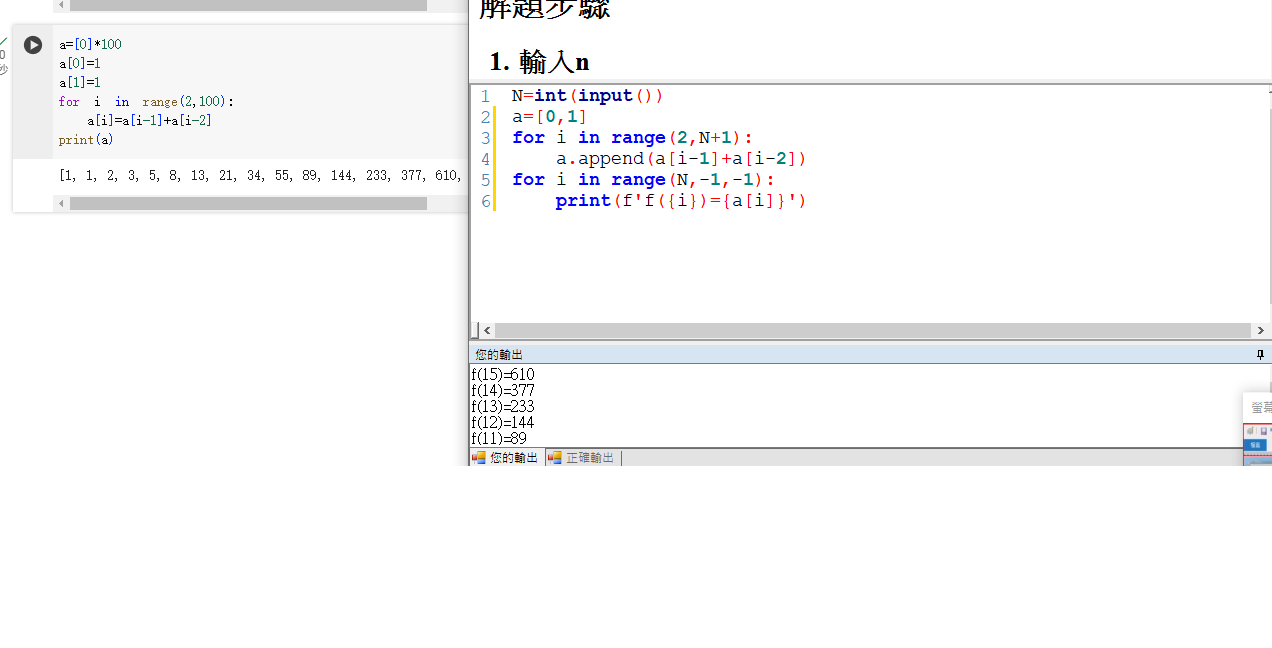 解題步驟
1. 輸入n
0
秒
a=[0]*100
a[0]=1
a[1]=1
for i in range(2,100):
    a[i]=a[i-1]+a[i-2]
print(a)
[1, 1, 2, 3, 5, 8, 13, 21, 34, 55, 89, 144, 233, 377, 610,
1 N=int(input())
2 a=[0,1]
3 for i in range(2,N+1):
4     a.append(a[i-1]+a[i-2])
5 for i in range(N,-1,-1):
6     print(f'f({i})={a[i]}')
您的輸出
f(15)=610
f(14)=377
f(13)=233
f(12)=144
f(11)=89
您的輸出 正確輸出
螢幕